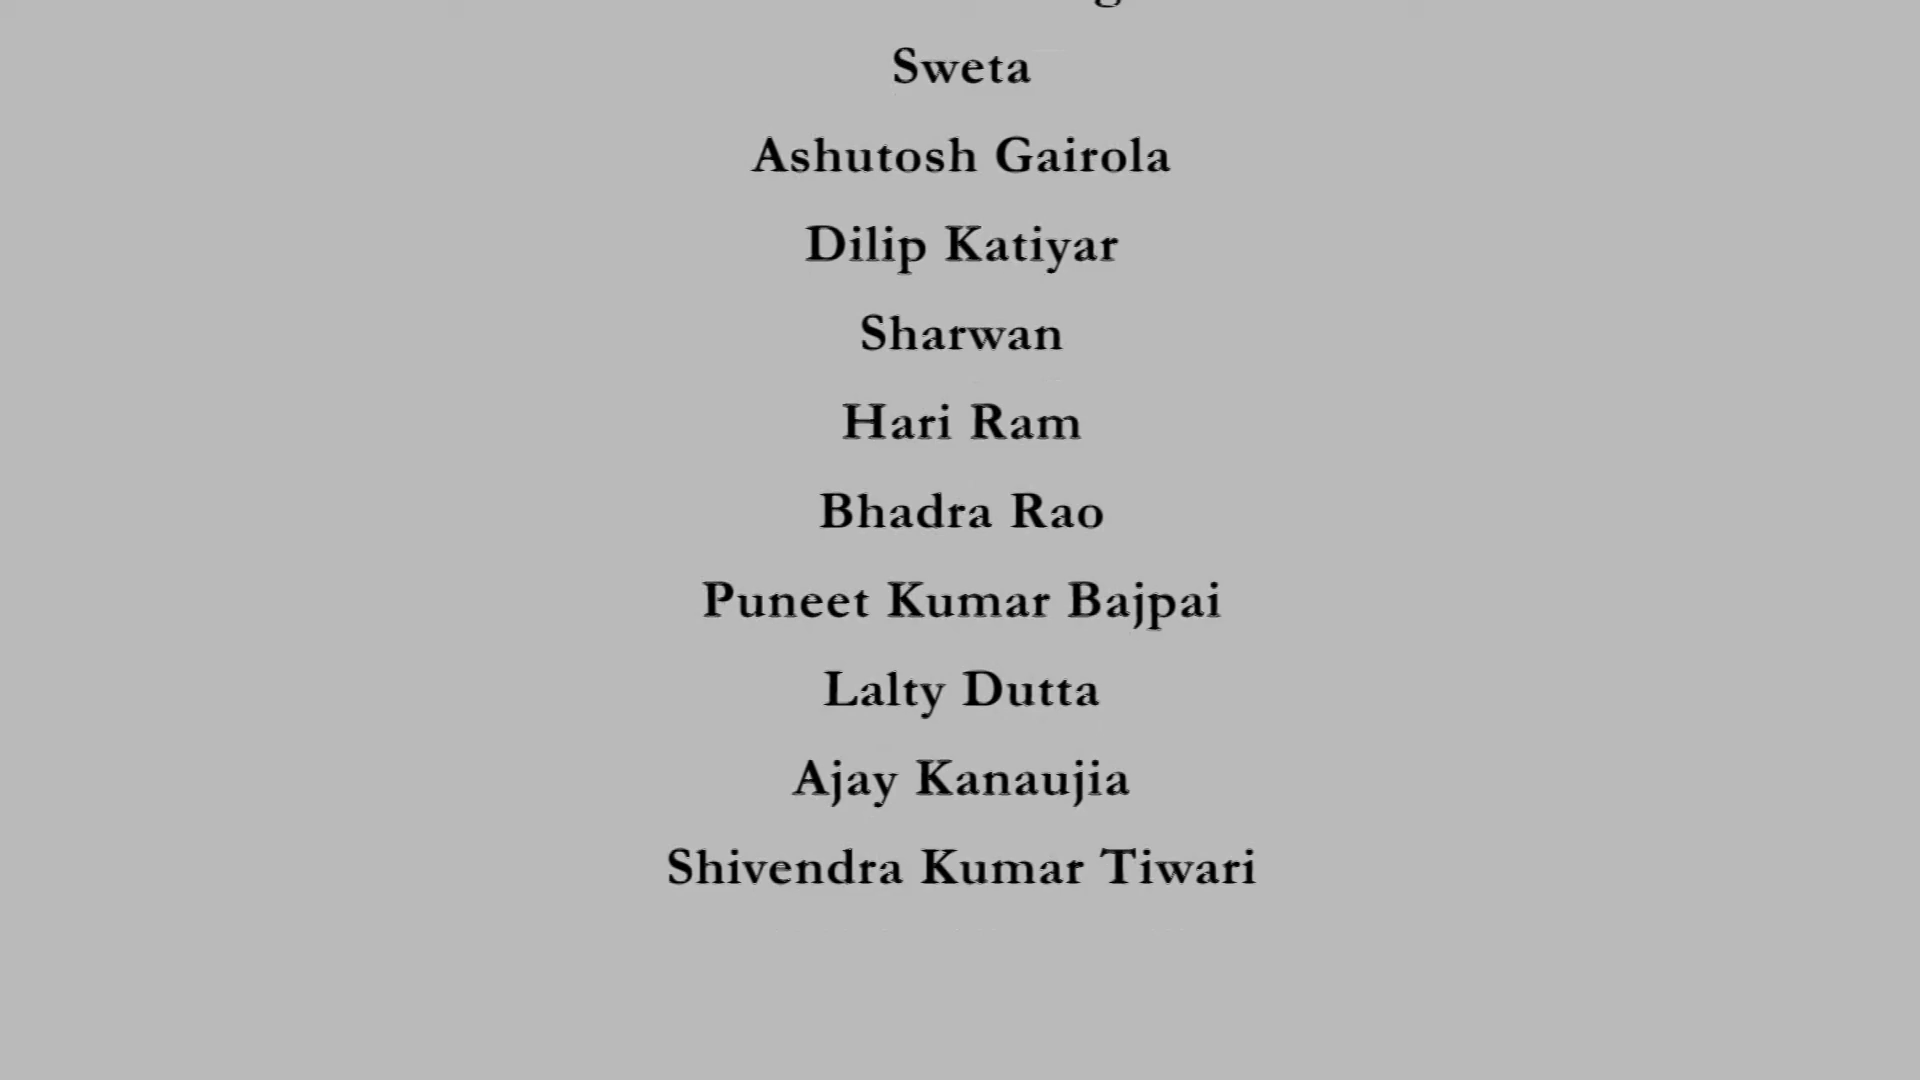 Sweta
Ashutosh Gairola
Dilip Katiyar
Sharwan
Hari Ram
Bhadra Rao
Puneet Kumar Bajpai
Lalty Dutta
Ajay Kanaujia
Shivendra Kumar Tiwari